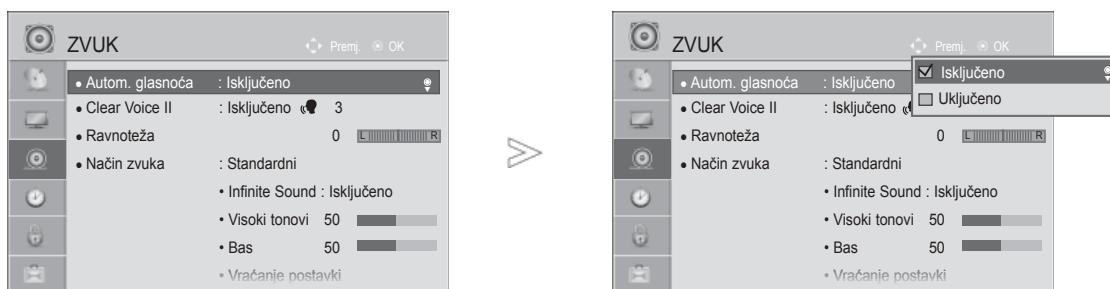 ZVUK Premj. OK
• Autom. glasnoća : Isključeno
• Clear Voice II : Isključeno 3
• Ravnoteža 0 L R
• Način zvuka : Standardni
• Infinite Sound : Isključeno
• Visoki tonovi 50
• Bas 50
• Vraćanje postavki
ZVUK Premj. OK
• Autom. glasnoća : Isključeno
• Clear Voice II : Isključeno
• Ravnoteža 0 L R
• Način zvuka : Standardni
• Infinite Sound : Isključeno
• Visoki tonovi 50
• Bas 50
• Vraćanje postavki
Isključeno
Uključeno